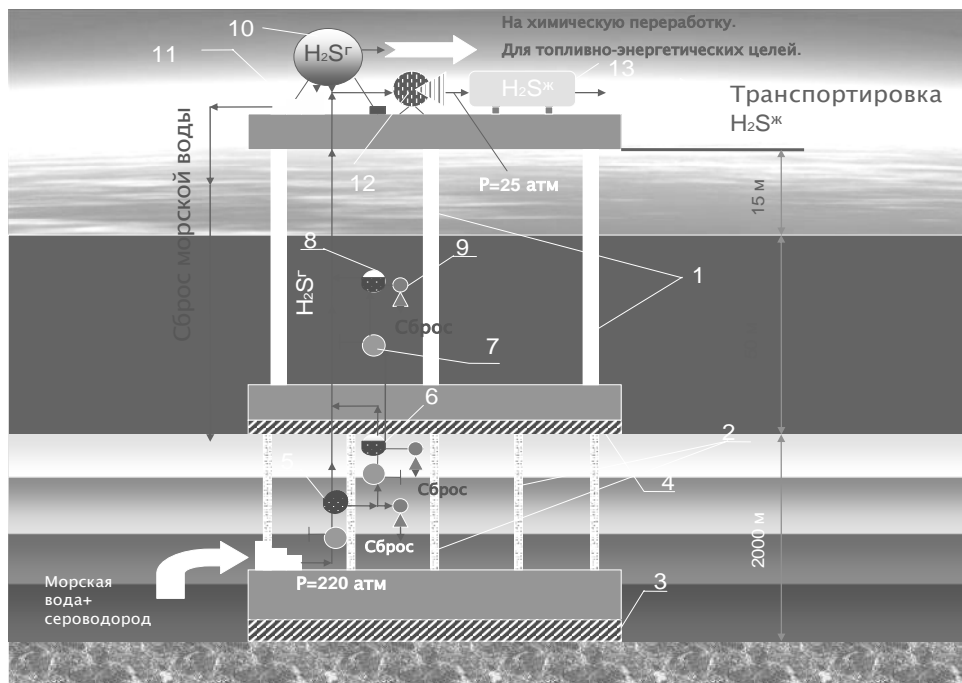 10
На химическую переработку.
11
H₂Sᴦ
Для топливно-энергетических целей.
13
H₂Sж
Транспортировка
H₂Sж
Сброс морской воды
12
P=25 атм
15 м
8
9
H₂Sᴦ
1
Сброс
7
6
2
5
4
Сброс
2000 м
Сброс
Морская
вода+
сероводород
P=220 атм
3